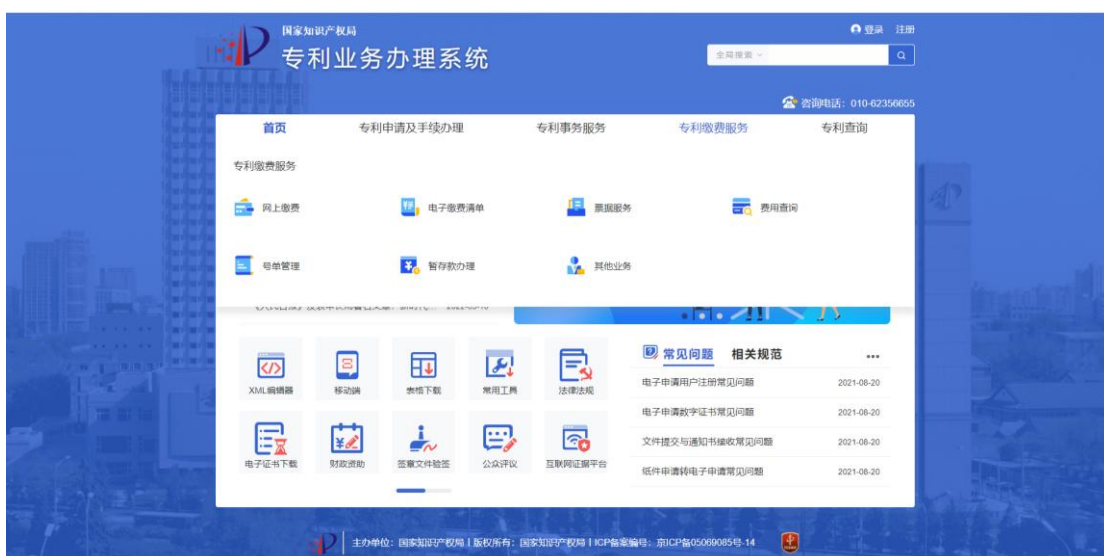 国家知识产权局
专利业务办理系统
登录 注册
全局搜索
咨询电话：010-62356655
首页 专利申请及手续办理 专利事务服务 专利缴费服务 专利查询
专利缴费服务
网上缴费 电子缴费清单 票据服务 费用查询
号单管理 暂存款办理 其他业务
常见问题 相关规范
XML编辑器 移动端 表格下载 常用工具 法律法规
电子申请用户注册常见问题 2021-08-20
电子申请数字证书常见问题 2021-08-20
文件提交与通知书接收常见问题 2021-08-20
纸件申请转电子申请常见问题 2021-08-20
电子证书下载 财政资助 签章文件验签 公众评议 互联网证据平台
主办单位：国家知识产权局 | 版权所有：国家知识产权局 | ICP备案编号：京ICP备05069085号-14